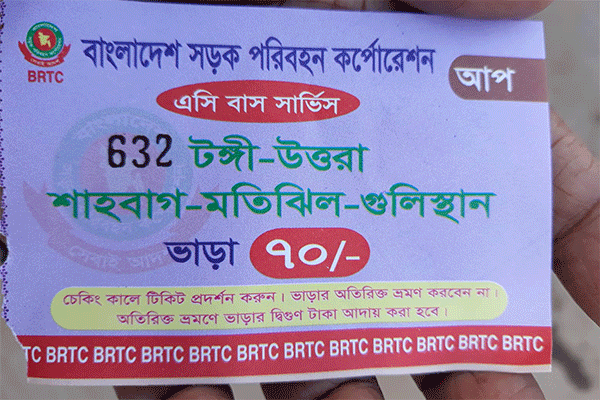 বাংলাদেশ সড়ক পরিবহন কর্পোরেশন
BRTC
আপ
এসি বাস সার্ভিস
632 টঙ্গী-উত্তরা
শাহবাগ-মতিঝিল-গুলিস্থান
ভাড়া ৭০/-
চেকিং কালে টিকিট প্রদর্শন করুন। ভাড়ার অতিরিক্ত ভ্রমণ করবেন না।
অতিরিক্ত ভ্রমণে ভাড়ার দ্বিগুণ টাকা আদায় করা হবে।
TC BRTC BRTC BRTC BRTC BRTC BRTC BRTC BRTC BRTC BRTC BRTC